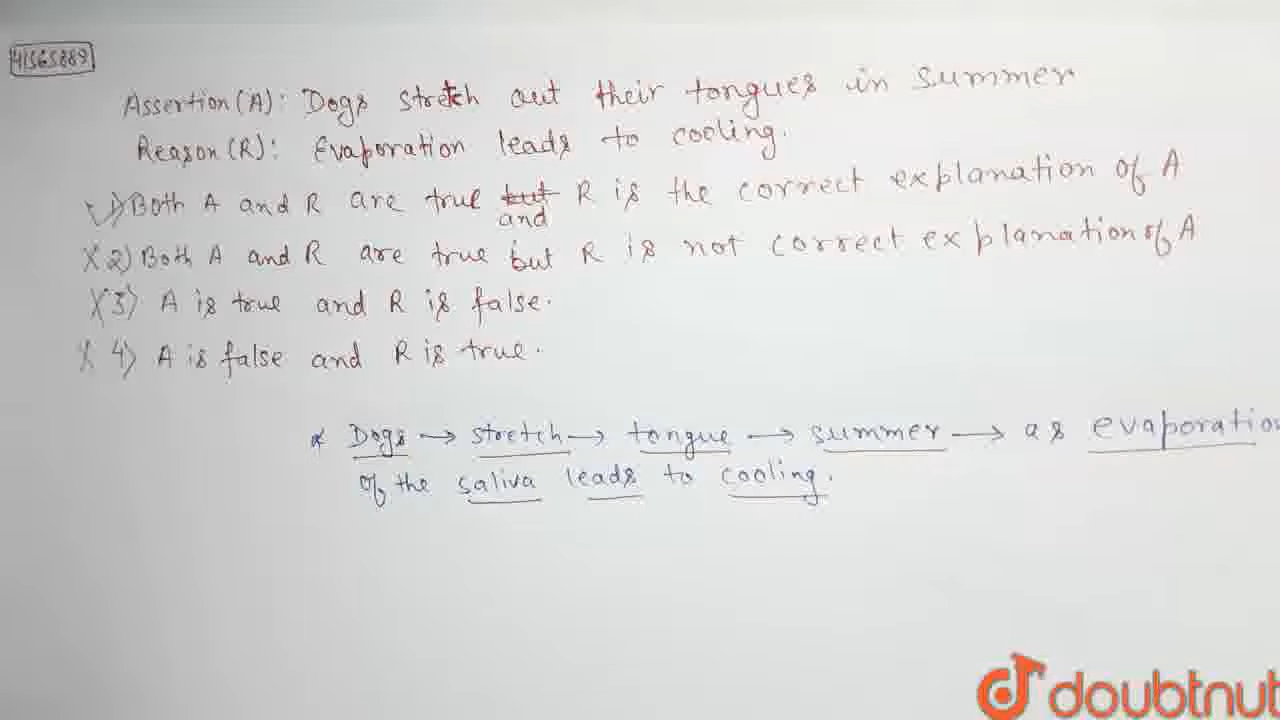 41565889
Assertion (A): Dogs stretch out their tongues in summer
Reason (R): Evaporation leads to cooling.
1) Both A and R are true but R is the correct explanation of A
and
X 2) Both A and R are true but R is not correct explanation of A
X 3) A is true and R is false.
X 4) A is false and R is true.
* Dogs → stretch → tongue → summer → as evaporation
of the saliva leads to cooling.
doubtnut